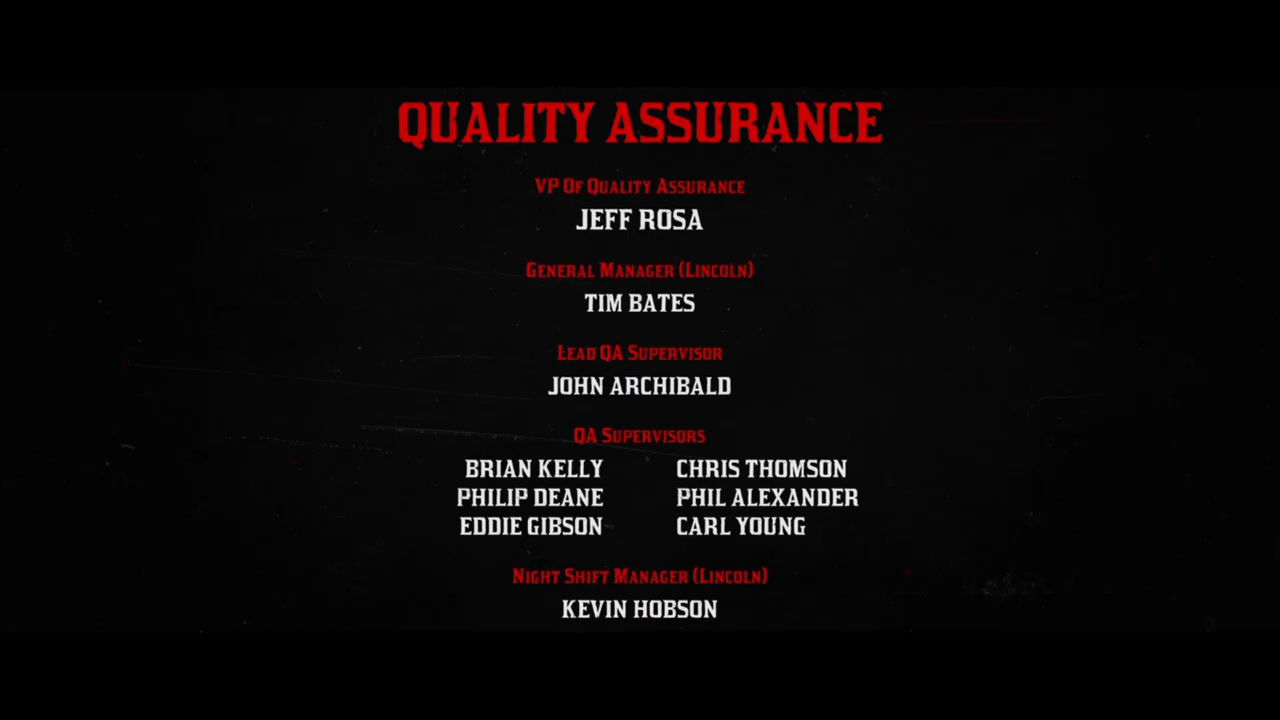 QUALITY ASSURANCE
VP Of Quality Assurance
JEFF ROSA
General Manager (Lincoln)
TIM BATES
Lead QA Supervisor
JOHN ARCHIBALD
QA Supervisors
BRIAN KELLY CHRIS THOMSON
PHILIP DEANE PHIL ALEXANDER
EDDIE GIBSON CARL YOUNG
Night Shift Manager (Lincoln)
KEVIN HOBSON